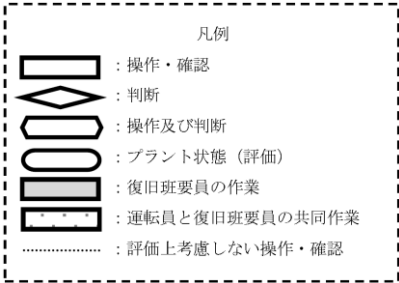 凡例
：操作・確認
：判断
：操作及び判断
：プラント状態（評価）
：復旧班要員の作業
：運転員と復旧班要員の共同作業
：評価上考慮しない操作・確認